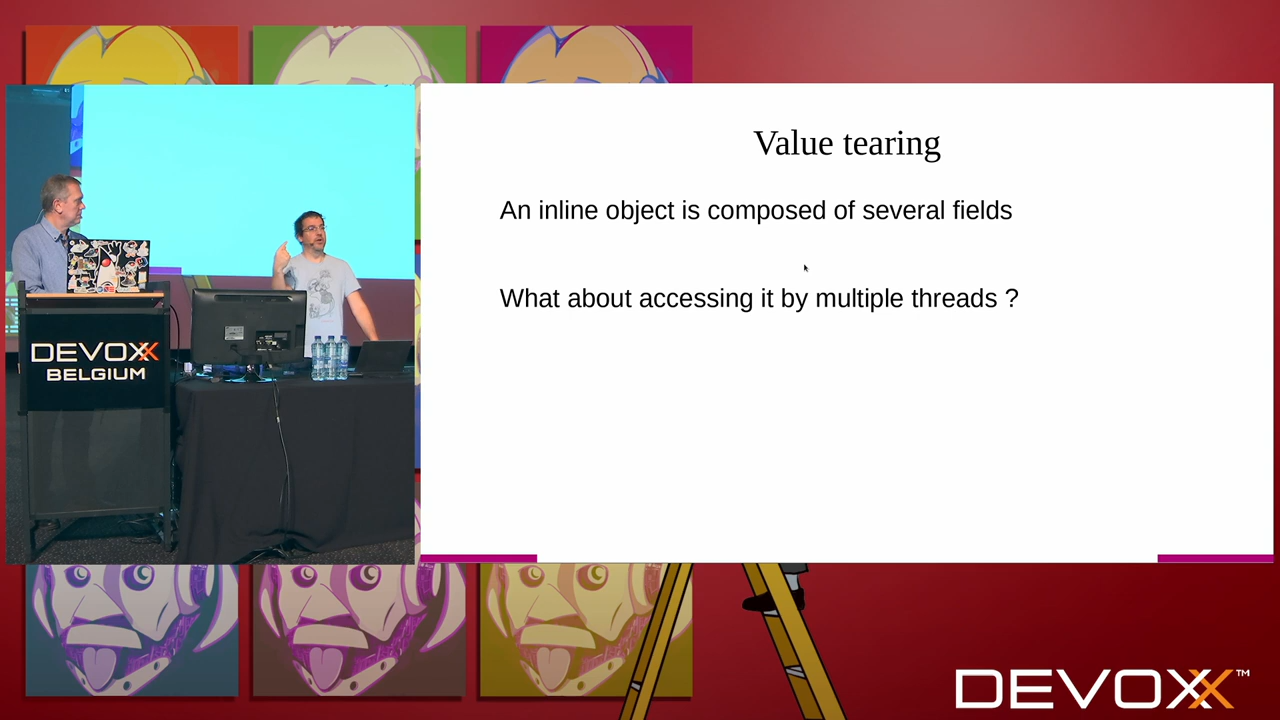 Value tearing
An inline object is composed of several fields
What about accessing it by multiple threads ?
DEVOXX
BELGIUM
DEVOXX™